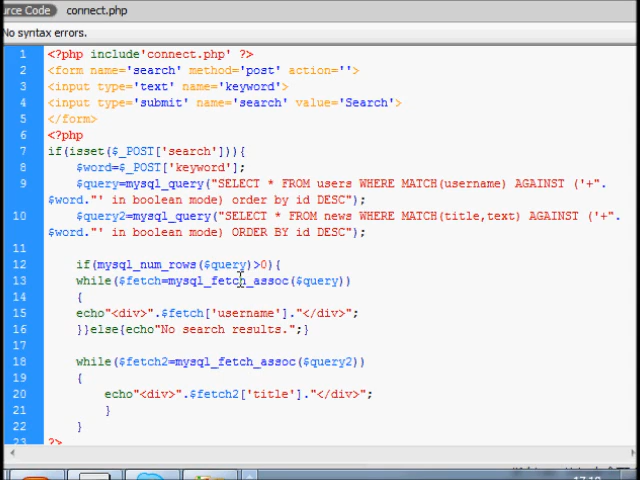 urce Code connect.php
No syntax errors.
1 <?php include'connect.php' ?>
2 <form name='search' method='post' action=''>
3 <input type='text' name='keyword'>
4 <input type='submit' name='search' value='Search'>
5 </form>
6 <?php
7 if(isset($_POST['search'])){
8 $word=$_POST['keyword'];
9 $query=mysql_query("SELECT * FROM users WHERE MATCH(username) AGAINST ('+".
$word."' in boolean mode) order by id DESC");
10 $query2=mysql_query("SELECT * FROM news WHERE MATCH(title,text) AGAINST ('+".
$word."' in boolean mode) ORDER BY id DESC");
11
12 if(mysql_num_rows($query)>0){
13 while($fetch=mysql_fetch_assoc($query))
14 {
15 echo"<div>".$fetch['username']."</div>";
16 }}else{echo"No search results.";}
17
18 while($fetch2=mysql_fetch_assoc($query2))
19 {
20 echo"<div>".$fetch2['title']."</div>";
21 }
22 }
23 ?>